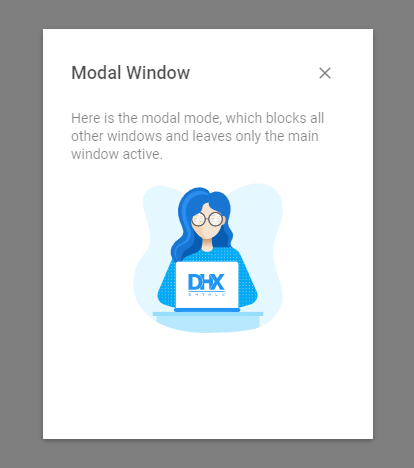 Modal Window
Here is the modal mode, which blocks all
other windows and leaves only the main
window active.
DHX
DHTMLX